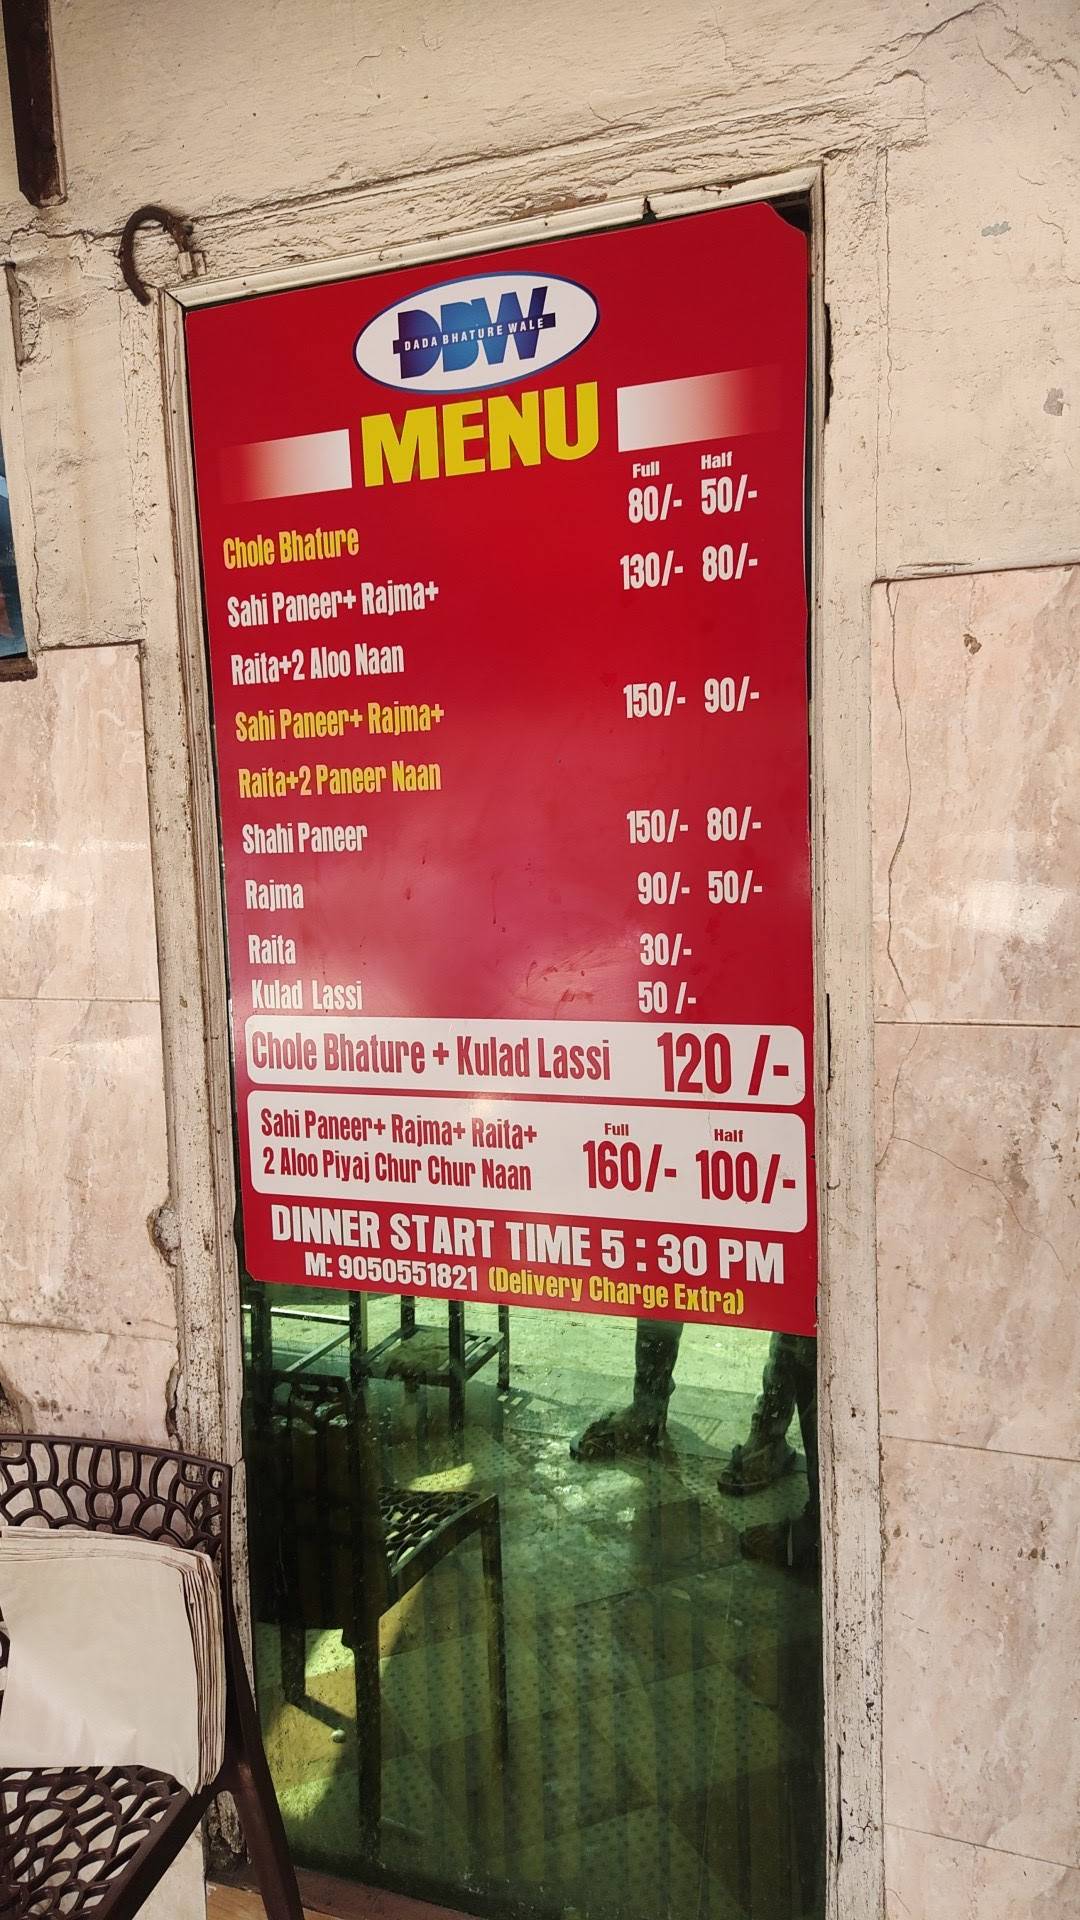 DBW
DADA BHATURE WALE
MENU
Full Half
Chole Bhature 80/- 50/-
Sahi Paneer+ Rajma+ 130/- 80/-
Raita+2 Aloo Naan
Sahi Paneer+ Rajma+ 150/- 90/-
Raita+2 Paneer Naan
Shahi Paneer 150/- 80/-
Rajma 90/- 50/-
Raita 30/-
Kulad Lassi 50 /-
Chole Bhature + Kulad Lassi 120 /-
Full Half
Sahi Paneer+ Rajma+ Raita+ 160/- 100/-
2 Aloo Piyaj Chur Chur Naan
DINNER START TIME 5 : 30 PM
M: 9050551821 (Delivery Charge Extra)